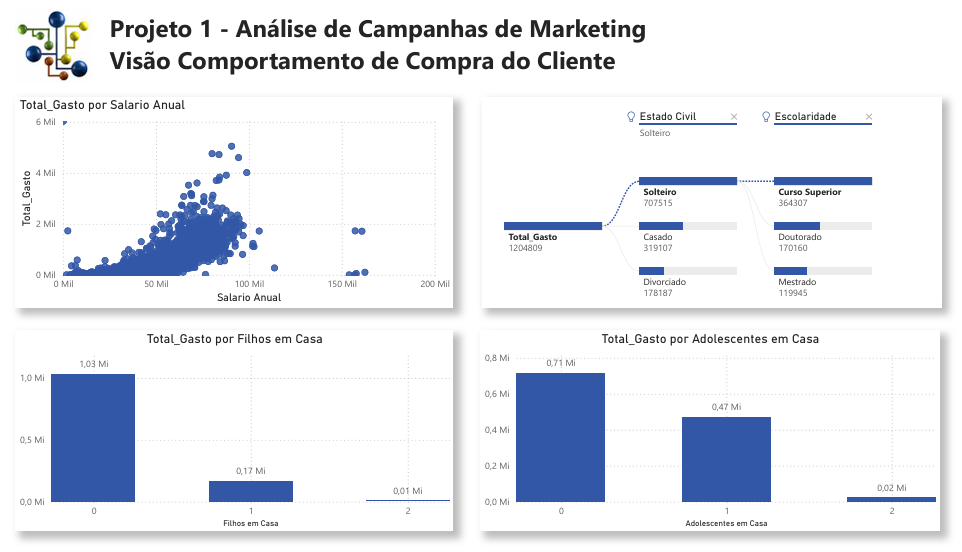 Projeto 1 - Análise de Campanhas de Marketing
Visão Comportamento de Compra do Cliente
Total_Gasto por Salario Anual
6 Mil
4 Mil
2 Mil
0 Mil
Total_Gasto
0 Mil
50 Mil
100 Mil
150 Mil
200 Mil
Salario Anual
Estado Civil
Solteiro
Escolaridade
Total_Gasto
1204809
Solteiro
707515
Casado
319107
Divorciado
178187
Curso Superior
364307
Doutorado
170160
Mestrado
119945
Total_Gasto por Filhos em Casa
1,0 Mi
0,5 Mi
0,0 Mi
1,03 Mi
0,17 Mi
0,01 Mi
0
1
2
Filhos em Casa
Total_Gasto por Adolescentes em Casa
0,8 Mi
0,6 Mi
0,4 Mi
0,2 Mi
0,0 Mi
0,71 Mi
0,47 Mi
0,02 Mi
0
1
2
Adolescentes em Casa